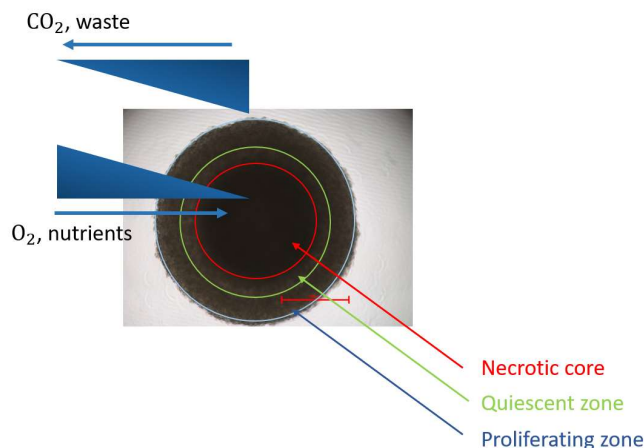 CO₂, waste
O₂, nutrients
Necrotic core
Quiescent zone
Proliferating zone